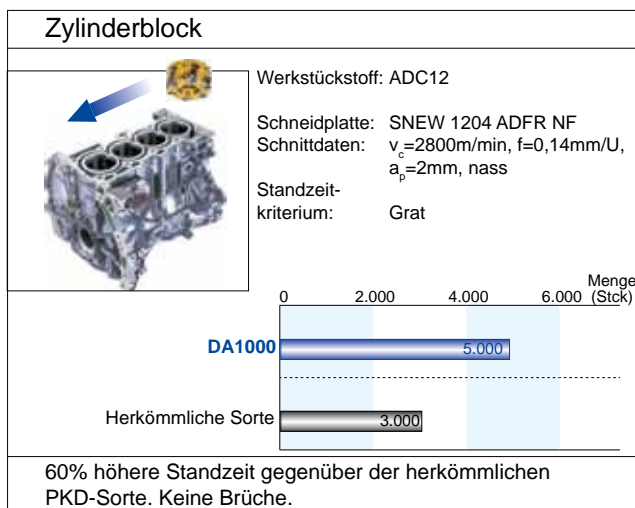 Zylinderblock
Werkstückstoff: ADC12
Schneidplatte: SNEW 1204 ADFR NF
Schnittdaten: vc=2800m/min, f=0,14mm/U,
ap=2mm, nass
Standzeit-
kriterium: Grat
Menge
0 2.000 4.000 6.000 (Stck)
DA1000 5.000
Herkömmliche Sorte 3.000
60% höhere Standzeit gegenüber der herkömmlichen
PKD-Sorte. Keine Brüche.